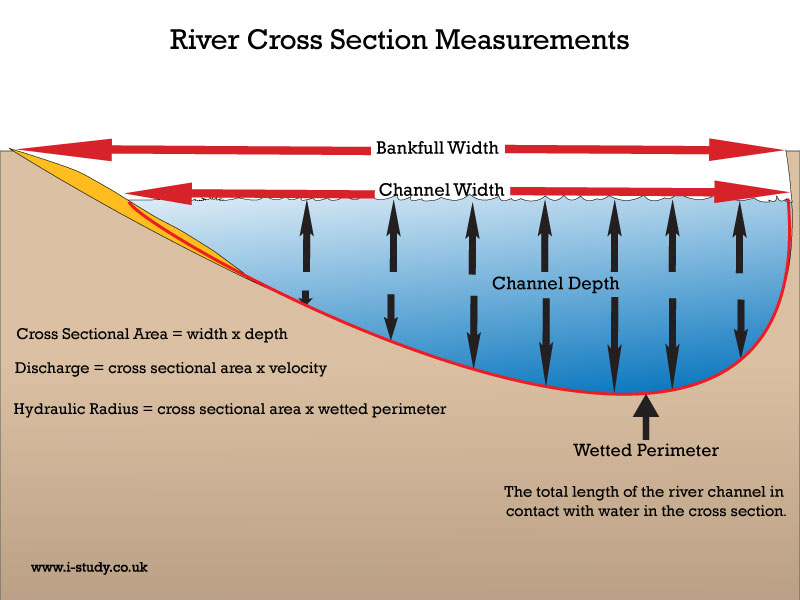 River Cross Section Measurements
Bankfull Width
Channel Width
Channel Depth
Cross Sectional Area = width x depth
Discharge = cross sectional area x velocity
Hydraulic Radius = cross sectional area x wetted perimeter
Wetted Perimeter
The total length of the river channel in
contact with water in the cross section.
www.i-study.co.uk